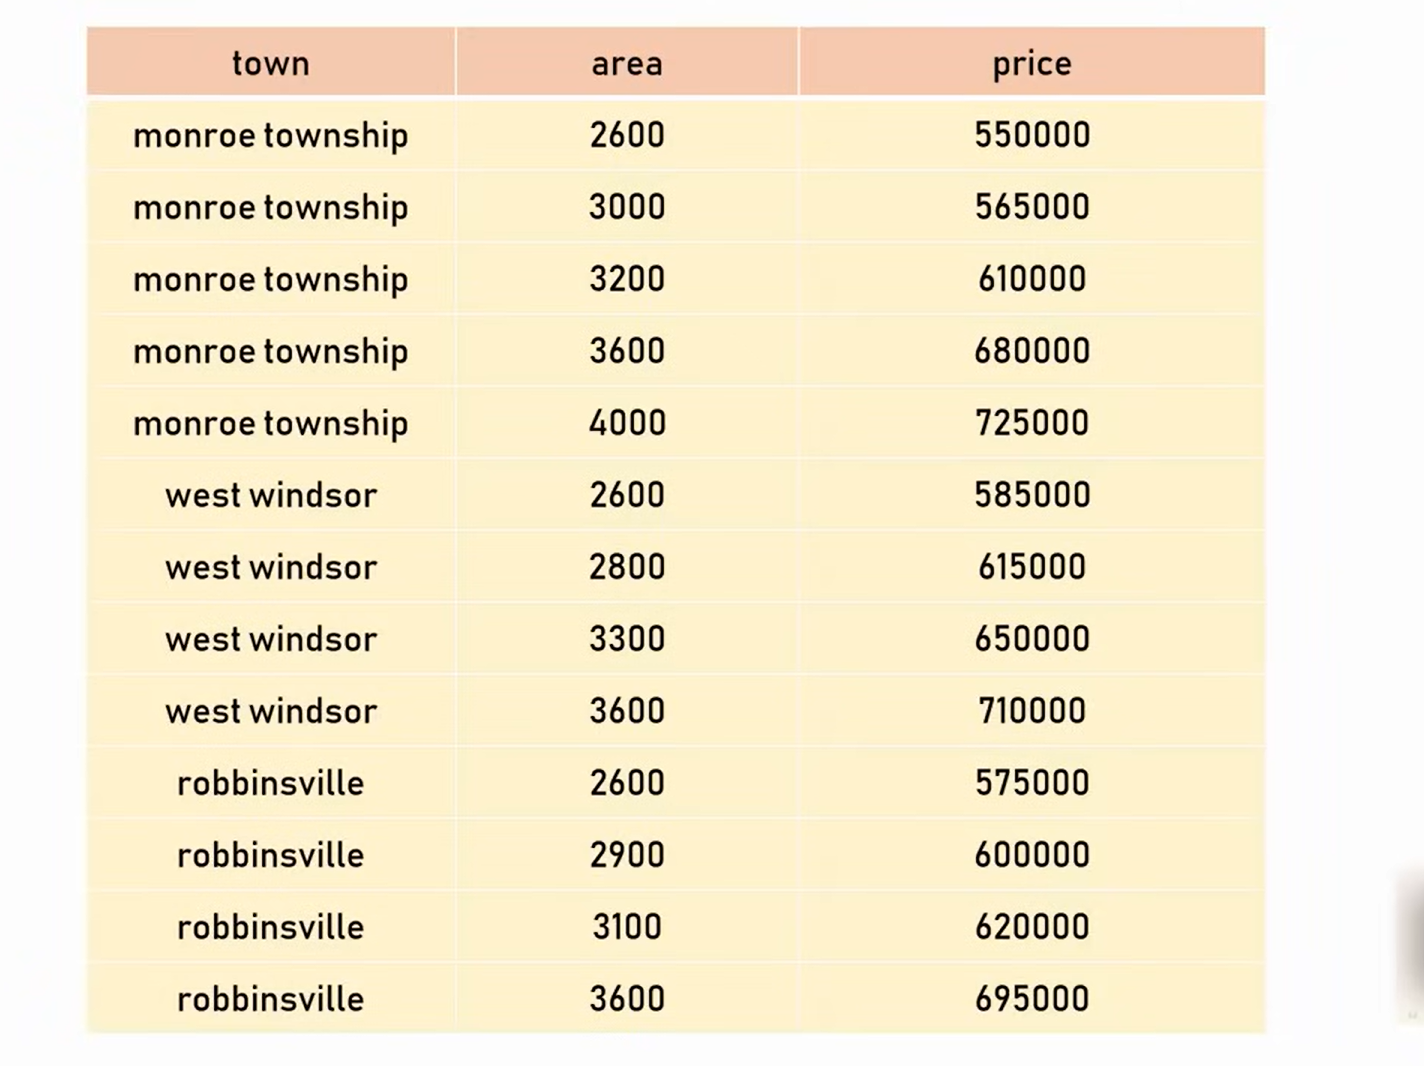 town area price
monroe township 2600 550000
monroe township 3000 565000
monroe township 3200 610000
monroe township 3600 680000
monroe township 4000 725000
west windsor 2600 585000
west windsor 2800 615000
west windsor 3300 650000
west windsor 3600 710000
robbinsville 2600 575000
robbinsville 2900 600000
robbinsville 3100 620000
robbinsville 3600 695000